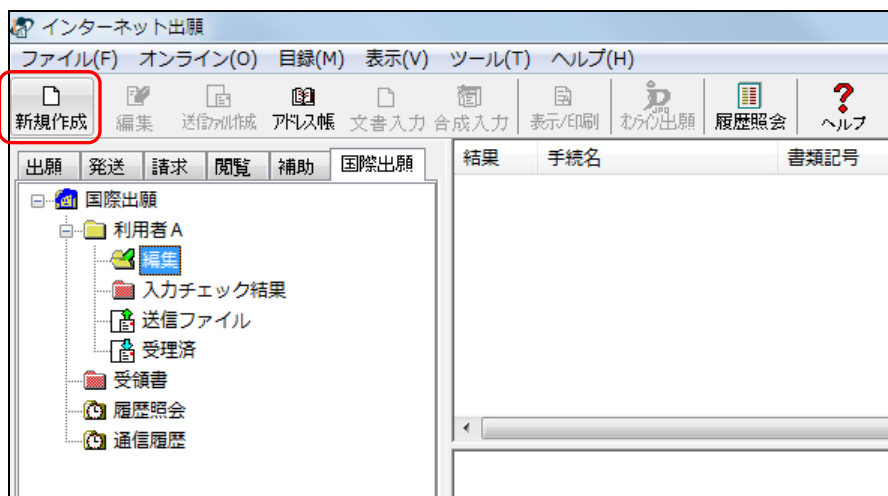 インターネット出願
ファイル(F) オンライン(O) 目録(M) 表示(V) ツール(T) ヘルプ(H)
新規作成 編集 送信ファイル作成 アドレス帳 文書入力 合成入力 表示/印刷 オンライン出願 履歴照会 ヘルプ
出願 発送 請求 閲覧 補助 国際出願
結果 手続名 書類記号
国際出願
利用者A
編集
入力チェック結果
送信ファイル
受理済
受領書
履歴照会
通信履歴